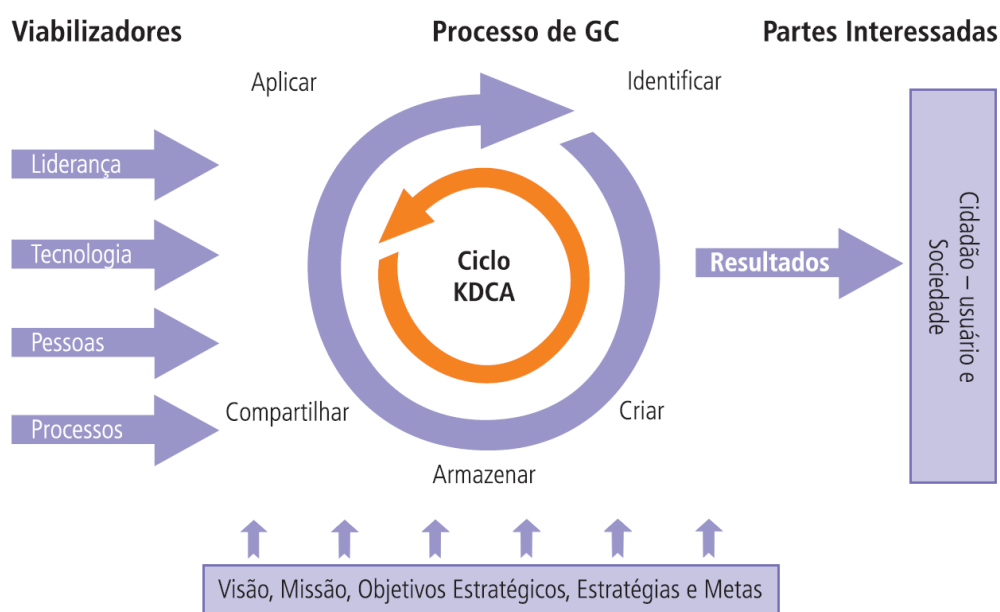 Viabilizadores
Processo de GC
Partes Interessadas
Aplicar
Identificar
Liderança
Tecnologia
Pessoas
Processos
Ciclo
KDCA
Compartilhar
Criar
Armazenar
Resultados
Cidadão – usuário e
Sociedade
Visão, Missão, Objetivos Estratégicos, Estratégias e Metas